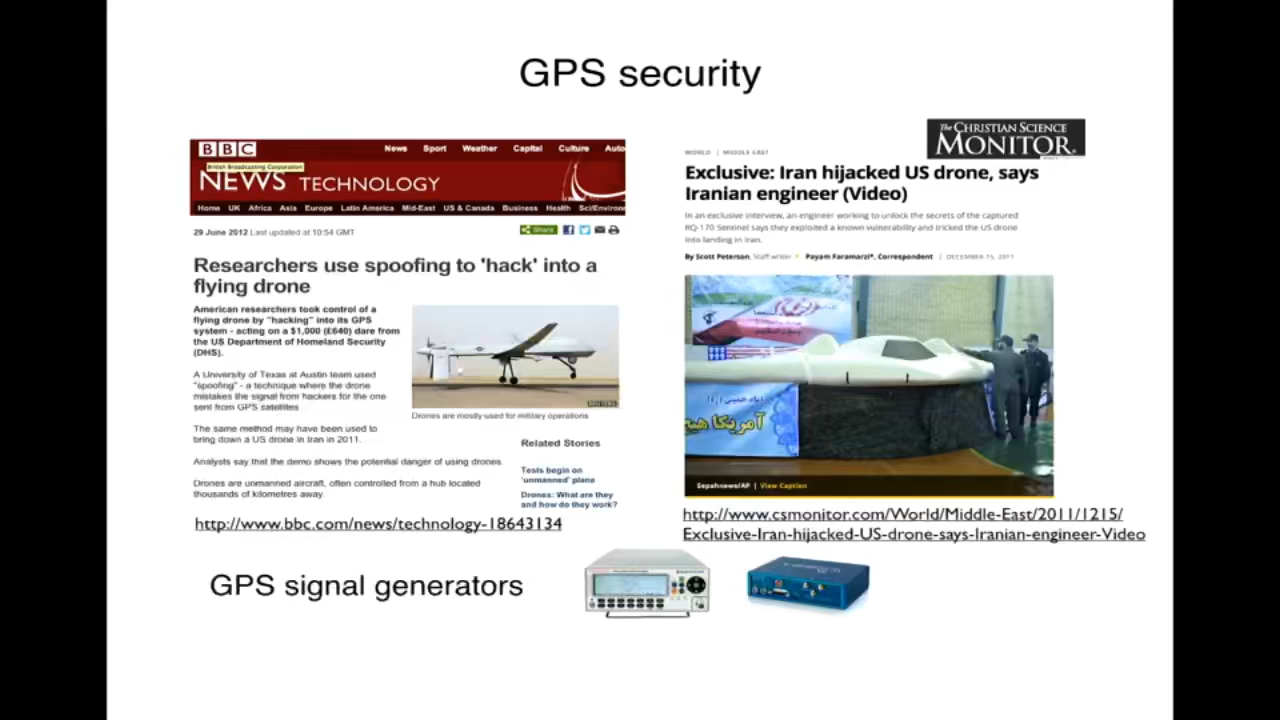 GPS security
BBC
News Sport Weather Capital Culture Auto
British Broadcasting Corporation
NEWS TECHNOLOGY
Home UK Africa Asia Europe Latin America Mid-East US & Canada Business Health Sci/Environ
29 June 2012 Last updated at 10:54 GMT
Share
Researchers use spoofing to 'hack' into a
flying drone
American researchers took control of a
flying drone by "hacking" into its GPS
system - acting on a $1,000 (£640) dare from
the US Department of Homeland Security
(DHS).
A University of Texas at Austin team used
"spoofing" - a technique where the drone
mistakes the signal from hackers for the one
sent from GPS satellites
The same method may have been used to
bring down a US drone in Iran in 2011.
Analysts say that the demo shows the potential danger of using drones.
Drones are unmanned aircraft, often controlled from a hub located
thousands of kilometres away.
REUTERS
Drones are mostly used for military operations
Related Stories
Tests begin on
'unmanned' plane
Drones: What are they
and how do they work?
http://www.bbc.com/news/technology-18643134
The CHRISTIAN SCIENCE
MONITOR
WORLD | MIDDLE EAST
Exclusive: Iran hijacked US drone, says
Iranian engineer (Video)
In an exclusive interview, an engineer working to unlock the secrets of the captured
RQ-170 Sentinel says they exploited a known vulnerability and tricked the US drone
into landing in Iran.
By Scott Peterson, Staff writer Payam Faramarzi*, Correspondent | DECEMBER 15, 2011
آمریکا هیچ
Sepahnews/AP | View Caption
http://www.csmonitor.com/World/Middle-East/2011/1215/
Exclusive-Iran-hijacked-US-drone-says-Iranian-engineer-Video
GPS signal generators